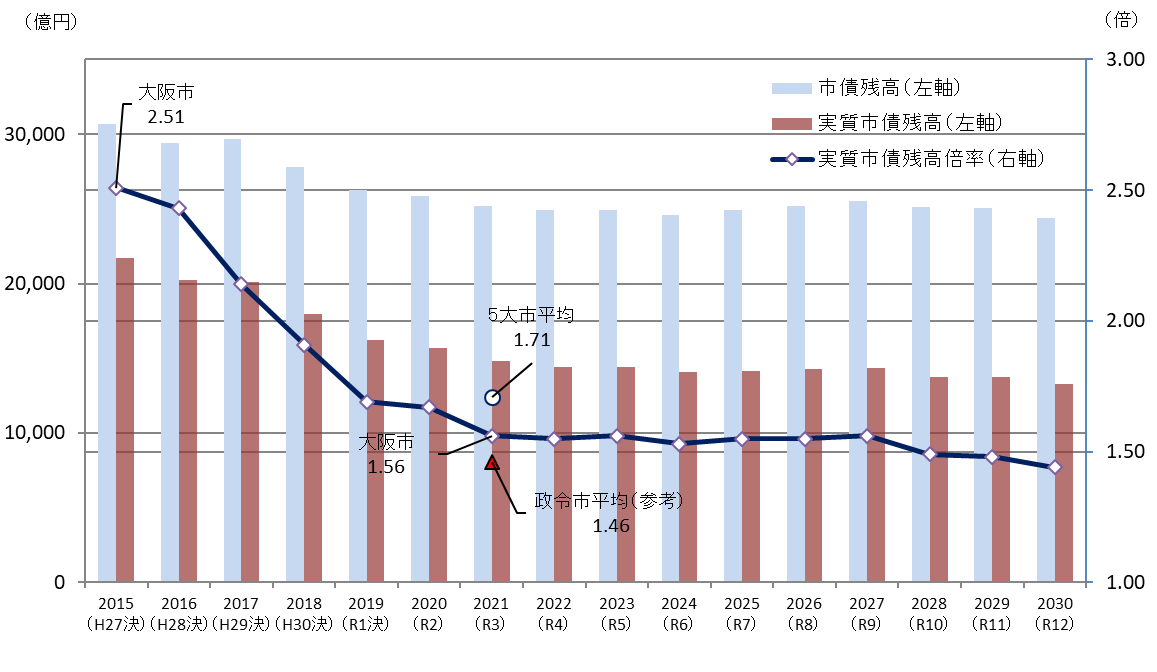 （億円）
（倍）
3.00
2.50
2.00
1.50
1.00
30,000
20,000
10,000
0
市債残高（左軸）
実質市債残高（左軸）
実質市債残高倍率（右軸）
大阪市
2.51
5大市平均
1.71
大阪市
1.56
政令市平均（参考）
1.46
2015 2016 2017 2018 2019 2020 2021 2022 2023 2024 2025 2026 2027 2028 2029 2030
（H27決） （H28決） （H29決） （H30決） （R1決） （R2） （R3） （R4） （R5） （R6） （R7） （R8） （R9） （R10） （R11） （R12）